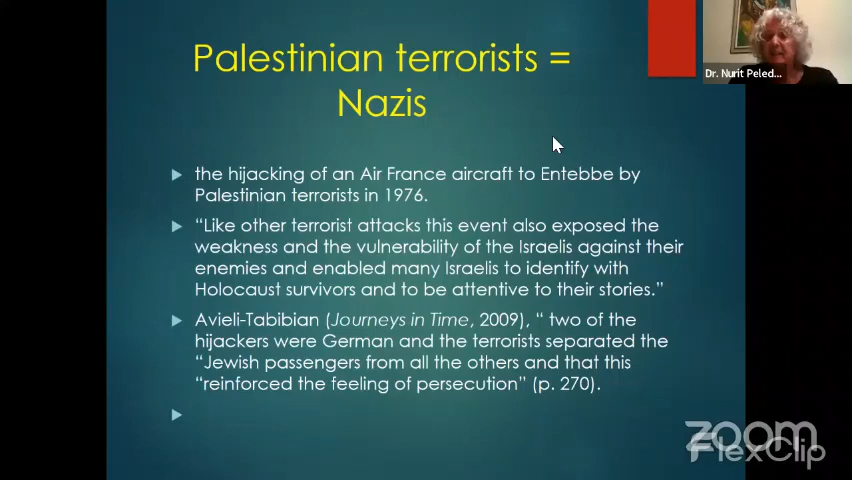 Palestinian terrorists =
Nazis
Dr. Nurit Peled...
the hijacking of an Air France aircraft to Entebbe by
Palestinian terrorists in 1976.
“Like other terrorist attacks this event also exposed the
weakness and the vulnerability of the Israelis against their
enemies and enabled many Israelis to identify with
Holocaust survivors and to be attentive to their stories.”
Avieli-Tabibian (Journeys in Time, 2009), “ two of the
hijackers were German and the terrorists separated the
“Jewish passengers from all the others and that this
“reinforced the feeling of persecution” (p. 270).
zoom
FlexClip